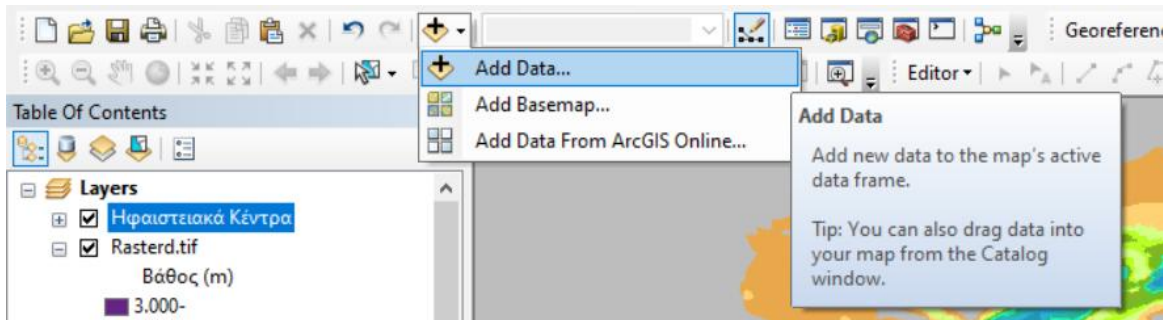 Georeferenc
Add Data...
Editor
Table Of Contents
Add Basemap...
Add Data
Add Data From ArcGIS Online...
Add new data to the map's active
data frame.
Layers
Ηφαιστειακά Κέντρα
Rasterd.tif
Tip: You can also drag data into
your map from the Catalog
window.
Βάθος (m)
3.000-